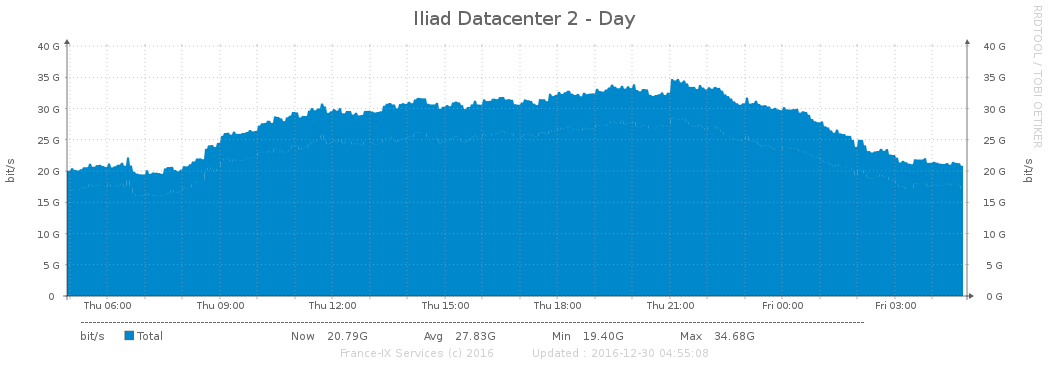 Iliad Datacenter 2 - Day
RRDTOOL / TOBI OETIKER
40 G 40 G
35 G 35 G
30 G 30 G
25 G 25 G
20 G 20 G
15 G 15 G
10 G 10 G
5 G 5 G
0 0 G
bit/s
bit/s
Thu 06:00 Thu 09:00 Thu 12:00 Thu 15:00 Thu 18:00 Thu 21:00 Fri 00:00 Fri 03:00
bit/s Total Now 20.79G Avg 27.83G Min 19.40G Max 34.68G
France-IX Services (c) 2016 Updated : 2016-12-30 04:55:08